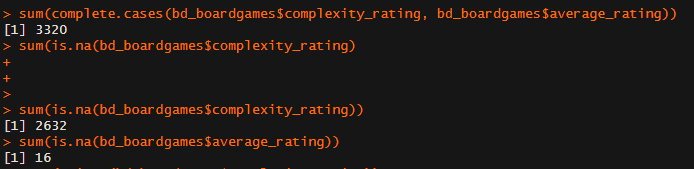 > sum(complete.cases(bd_boardgames$complexity_rating, bd_boardgames$average_rating))
[1] 3320
> sum(is.na(bd_boardgames$complexity_rating)
+
+
>
> sum(is.na(bd_boardgames$complexity_rating))
[1] 2632
> sum(is.na(bd_boardgames$average_rating))
[1] 16